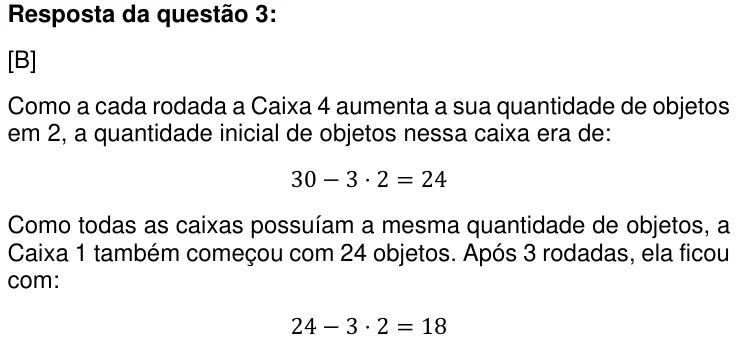 Resposta da questão 3:
[B]
Como a cada rodada a Caixa 4 aumenta a sua quantidade de objetos
em 2, a quantidade inicial de objetos nessa caixa era de:
30 − 3 · 2 = 24
Como todas as caixas possuíam a mesma quantidade de objetos, a
Caixa 1 também começou com 24 objetos. Após 3 rodadas, ela ficou
com:
24 − 3 · 2 = 18